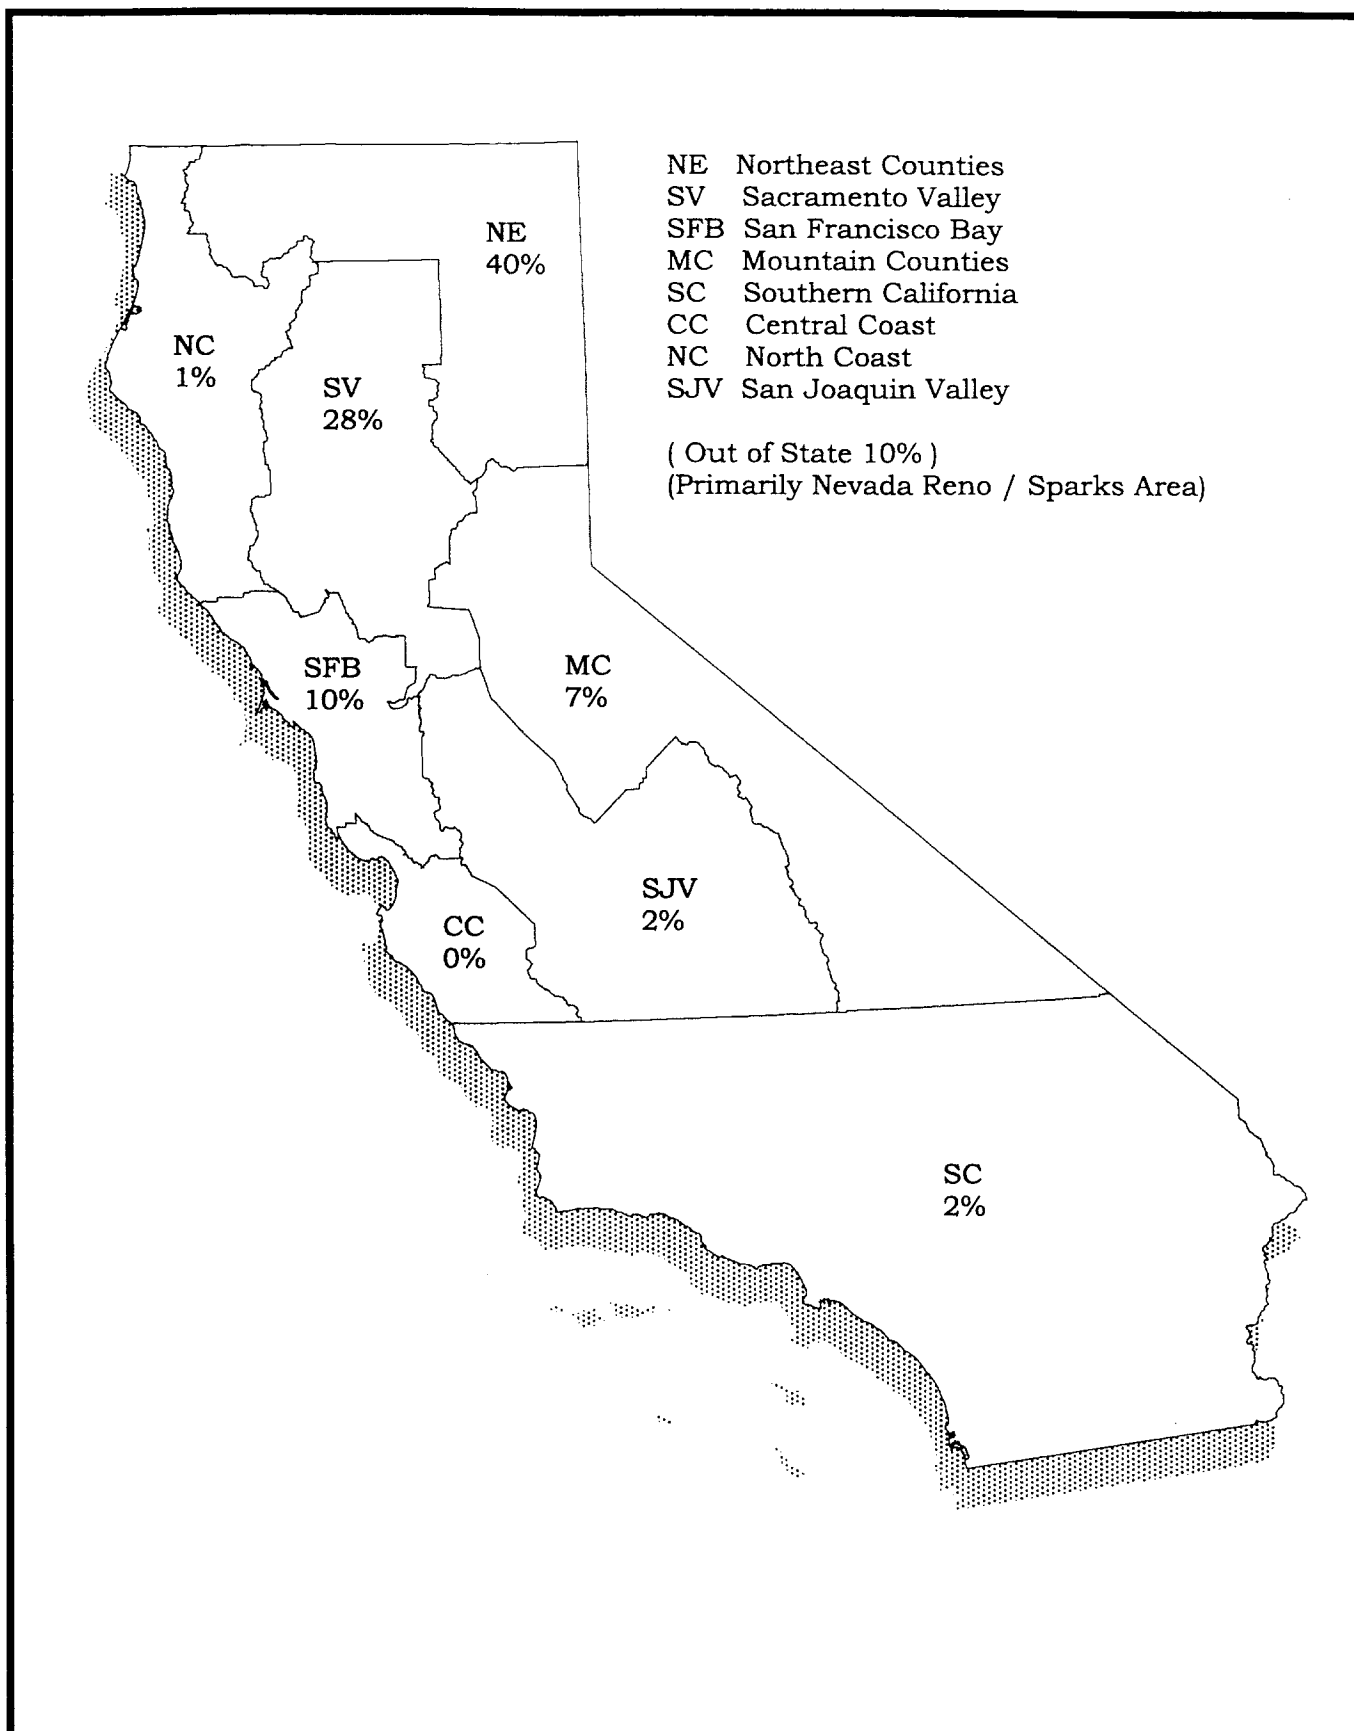 NE Northeast Counties
SV Sacramento Valley
SFB San Francisco Bay
MC Mountain Counties
SC Southern California
CC Central Coast
NC North Coast
SJV San Joaquin Valley
( Out of State 10% )
(Primarily Nevada Reno / Sparks Area)
NE
40%
NC
1%
SV
28%
SFB
10%
MC
7%
SJV
2%
CC
0%
SC
2%